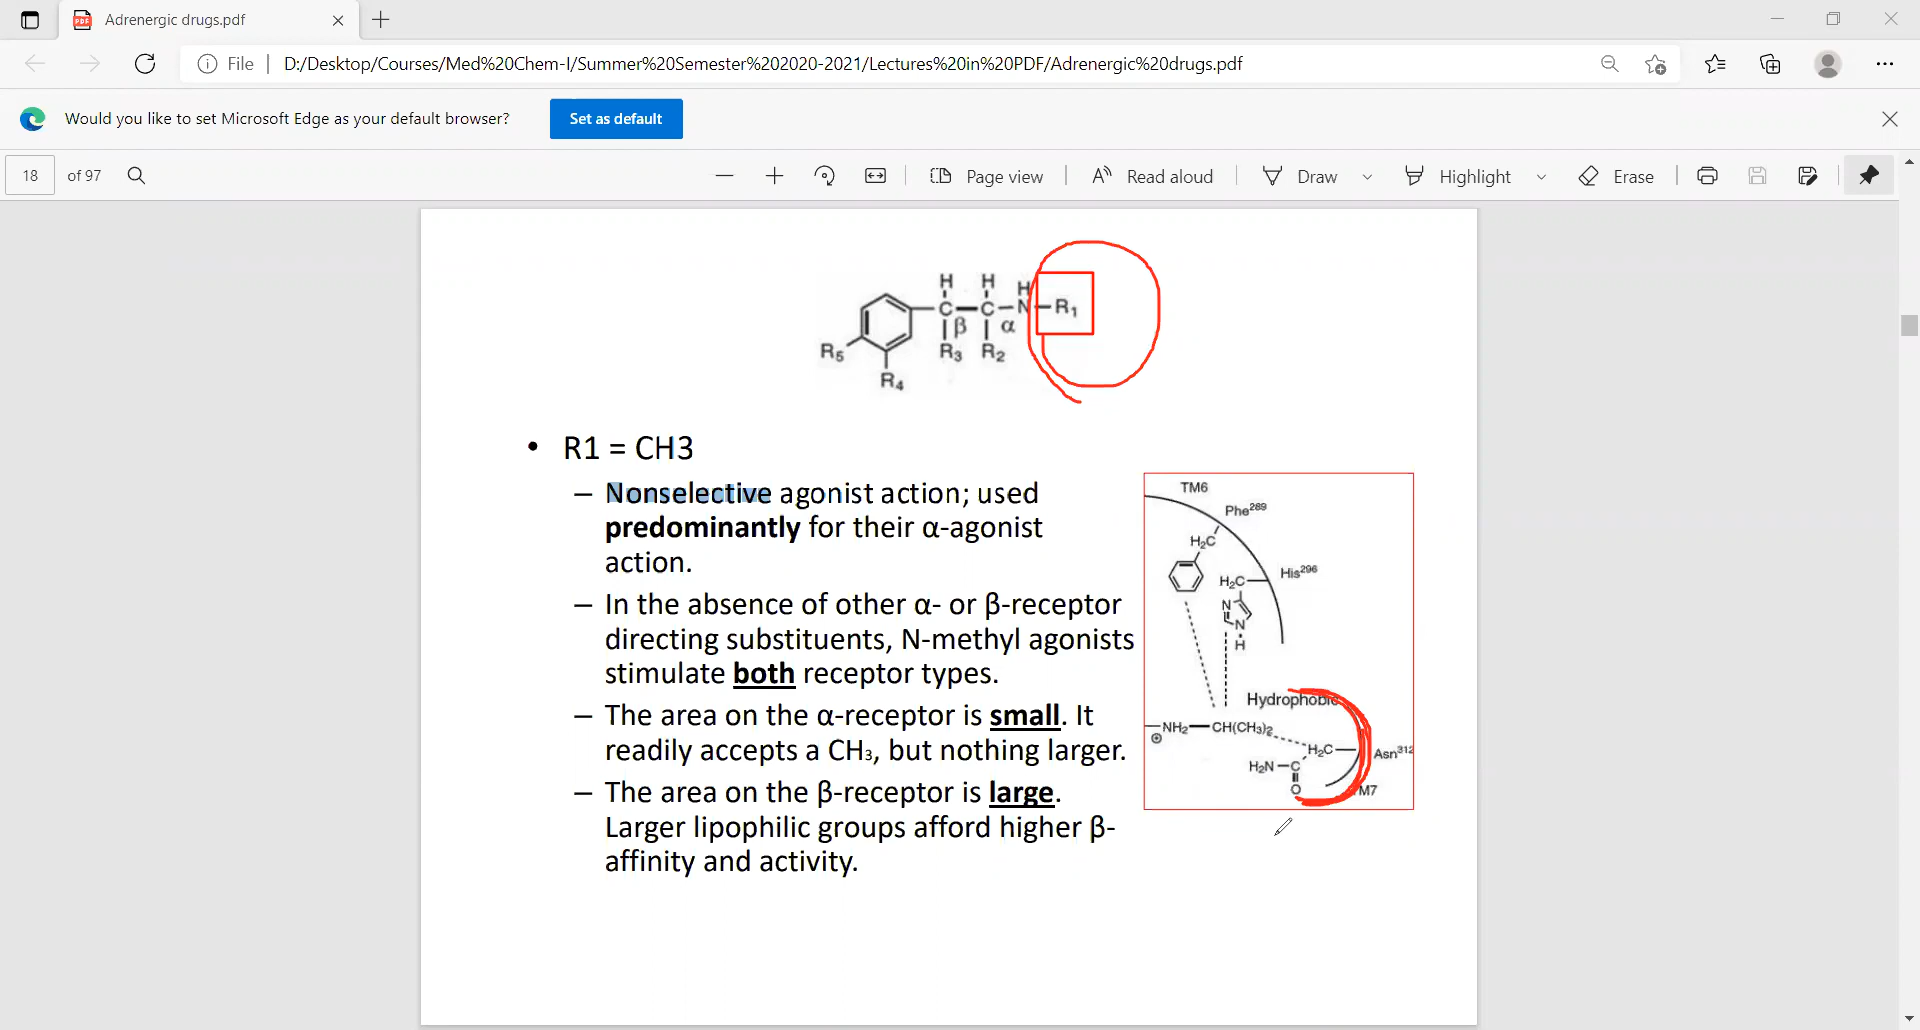 Adrenergic drugs.pdf
File | D:/Desktop/Courses/Med%20Chem-I/Summer%20Semester%202020-2021/Lectures%20in%20PDF/Adrenergic%20drugs.pdf
Would you like to set Microsoft Edge as your default browser? Set as default
18 of 97 Page view Read aloud Draw Highlight Erase
H H H
C C N R1
β α
R5 R3 R2
R4
• R1 = CH3
– Nonselective agonist action; used
predominantly for their α-agonist
action.
– In the absence of other α- or β-receptor
directing substituents, N-methyl agonists
stimulate both receptor types.
– The area on the α-receptor is small. It
readily accepts a CH₃, but nothing larger.
– The area on the β-receptor is large.
Larger lipophilic groups afford higher β-
affinity and activity.
TM6
Phe289
H₂C
H₂C His296
N
N
H
Hydrophobic
NH₂ CH(CH₃)₂
⊕
H₂C Asn312
H₂N C
O M7